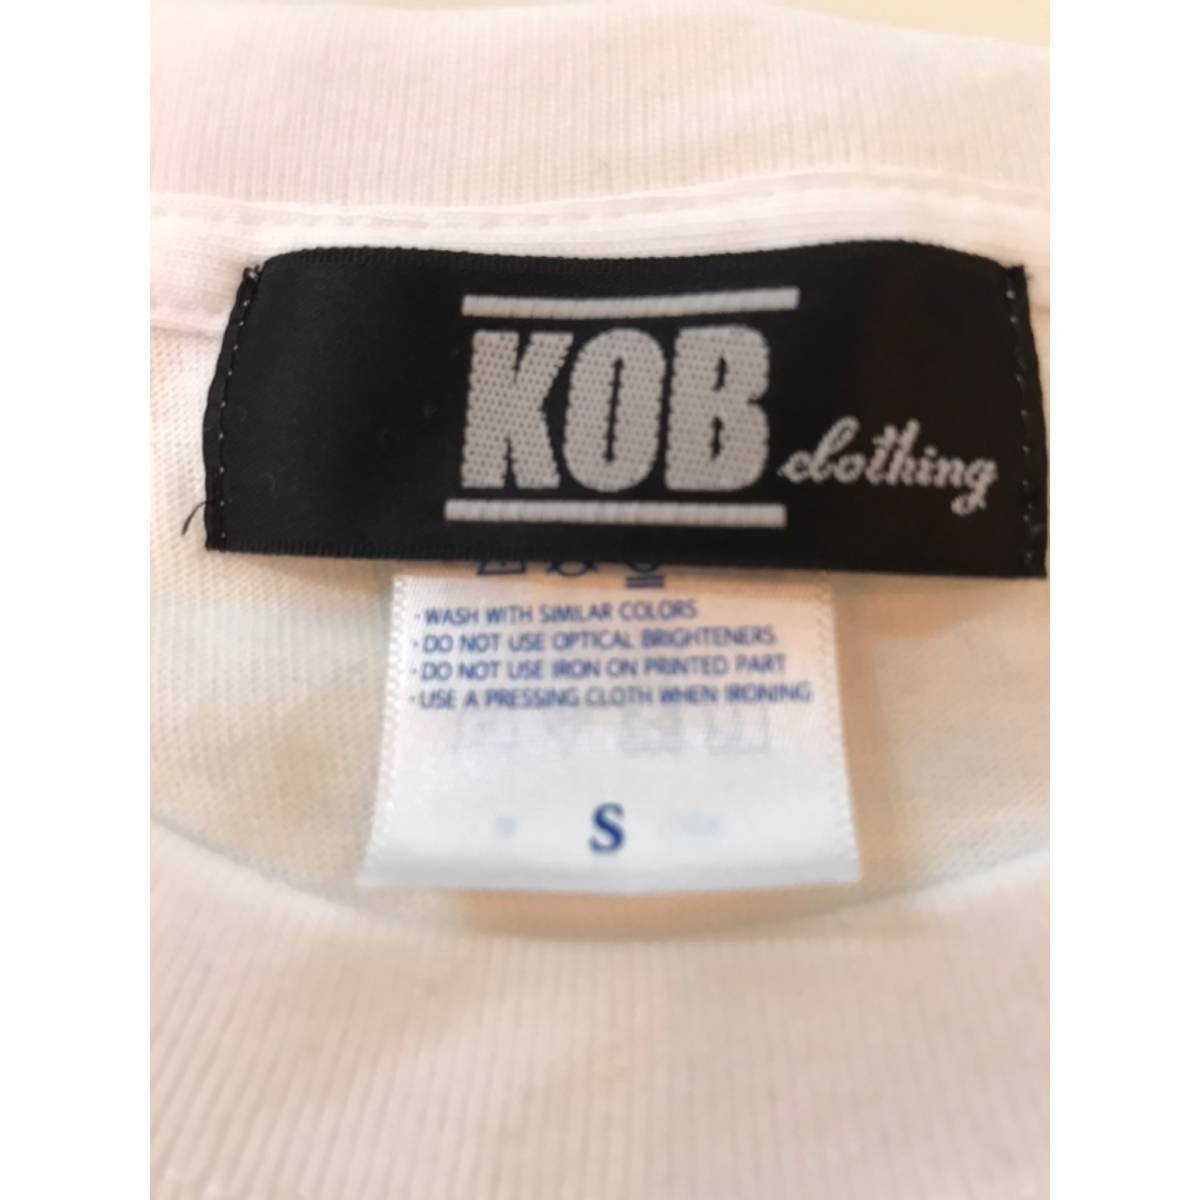 KOB clothing
・WASH WITH SIMILAR COLORS
・DO NOT USE OPTICAL BRIGHTENERS
・DO NOT USE IRON ON PRINTED PART
・USE A PRESSING CLOTH WHEN IRONING
S